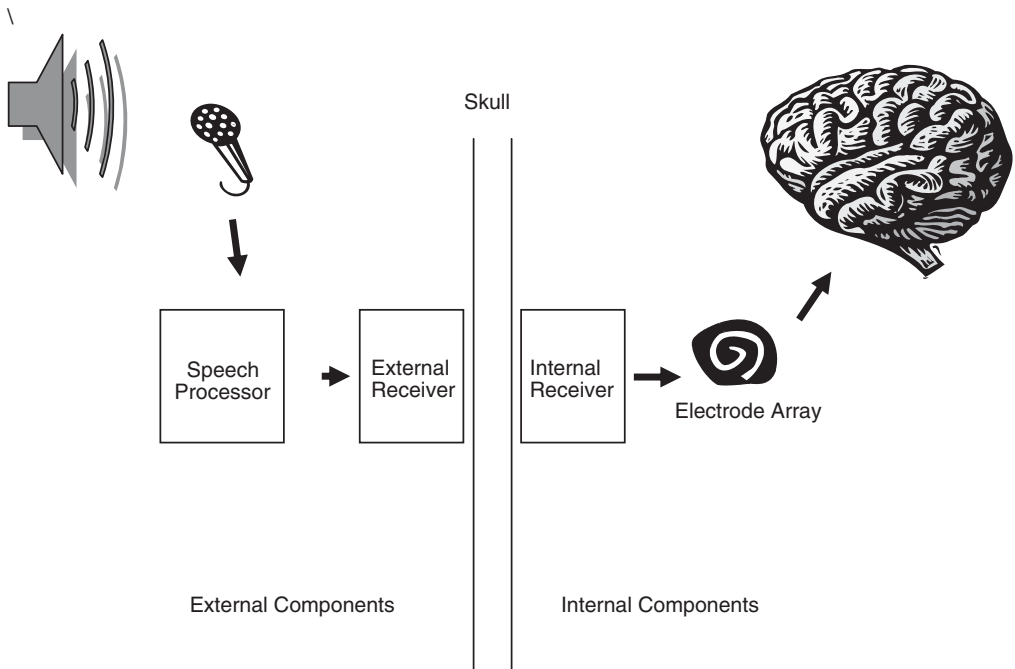 \
Skull
Speech
Processor
External
Receiver
Internal
Receiver
Electrode Array
External Components
Internal Components